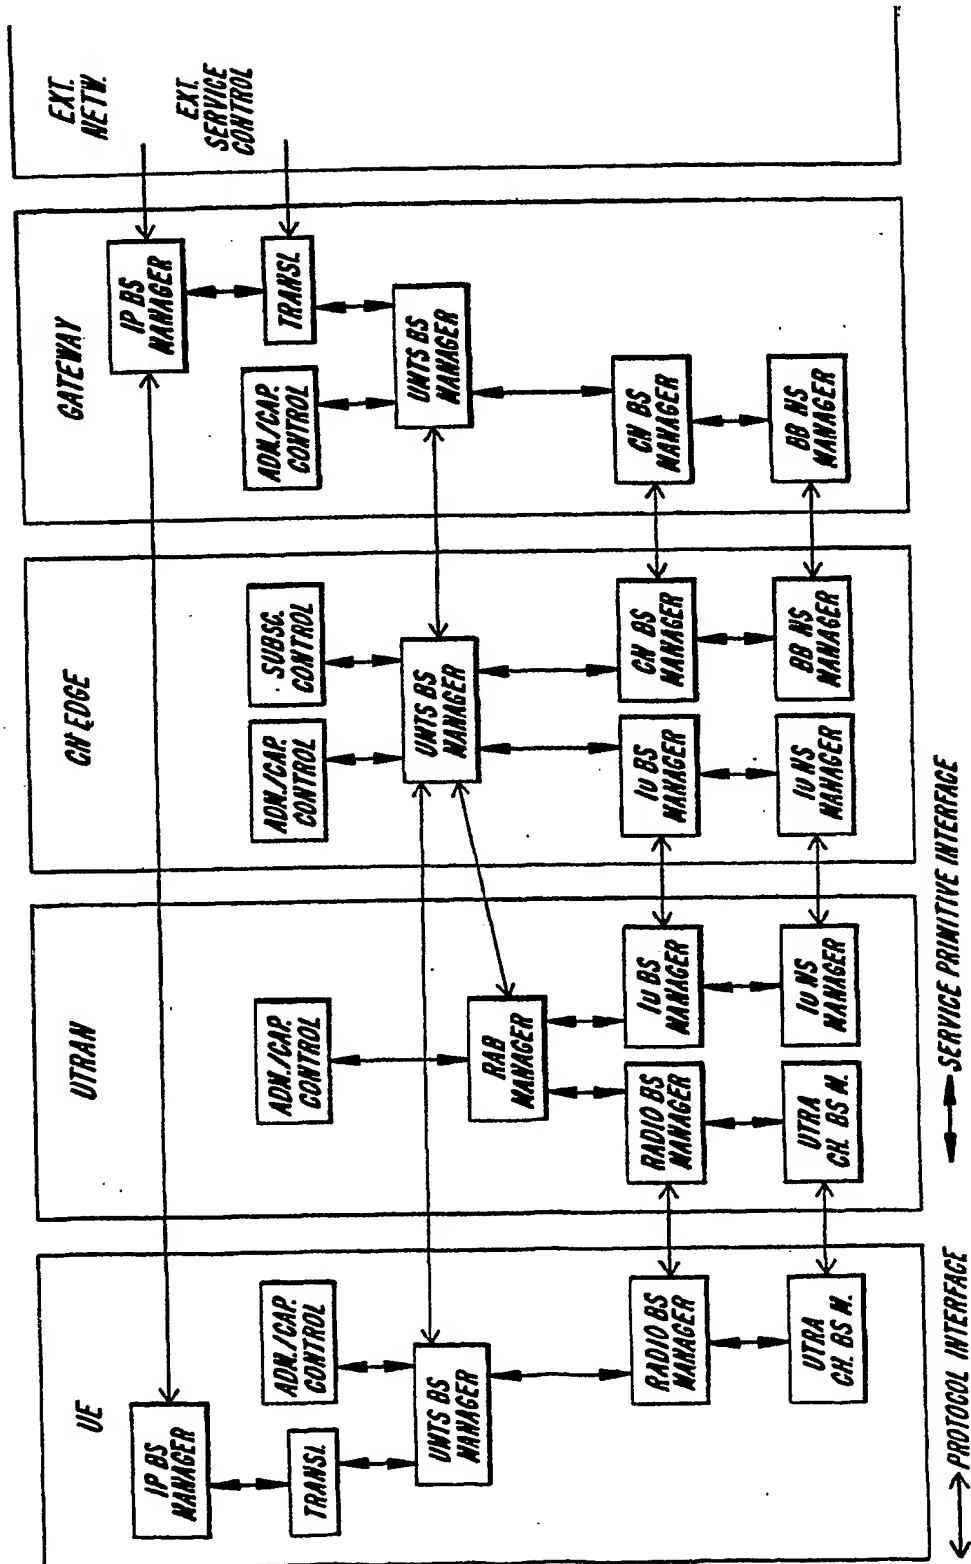 UE
IP BS
MANAGER
TRANSL.
ADM./CAP.
CONTROL
UMTS BS
MANAGER
RADIO BS
MANAGER
UTRA
CH. BS M.
UTRAN
ADM./CAP.
CONTROL
RAB
MANAGER
RADIO BS
MANAGER
IU BS
MANAGER
UTRA
CH. BS M.
IU NS
MANAGER
CN EDGE
ADM./CAP.
CONTROL
SUBSC.
CONTROL
UMTS BS
MANAGER
IU BS
MANAGER
CN BS
MANAGER
IU NS
MANAGER
BB NS
MANAGER
GATEWAY
IP BS
MANAGER
ADM./CAP.
CONTROL
TRANSL
UMTS BS
MANAGER
CN BS
MANAGER
BB NS
MANAGER
EXT.
NETW.
EXT.
SERVICE
CONTROL
PROTOCOL INTERFACE
SERVICE PRIMITIVE INTERFACE